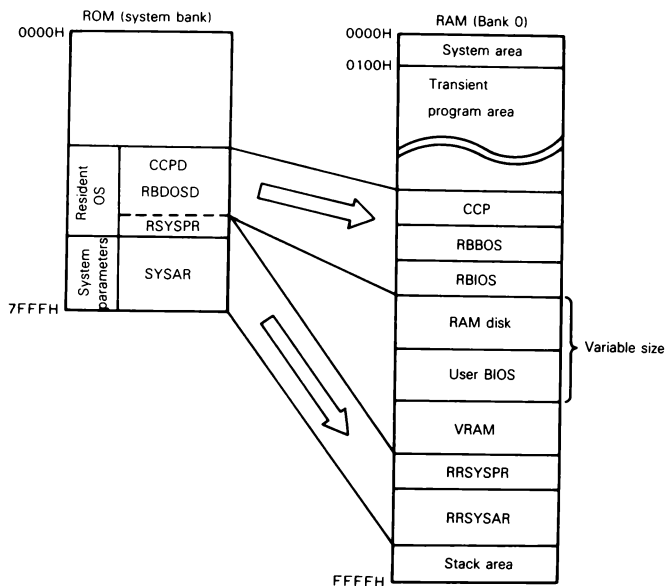 ROM (system bank)
0000H
Resident
OS
CCPD
RBDOSD
RSYSPR
System
parameters
SYSAR
7FFFH
RAM (Bank 0)
0000H
System area
0100H
Transient
program area
CCP
RBBOS
RBIOS
RAM disk
User BIOS
Variable size
VRAM
RRSYSPR
RRSYSAR
Stack area
FFFFH